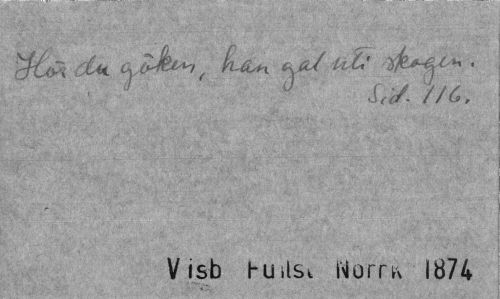 Hör du göken, han gal uti skogen.
Sid. 116.
Visb Fullst Norrk 1874